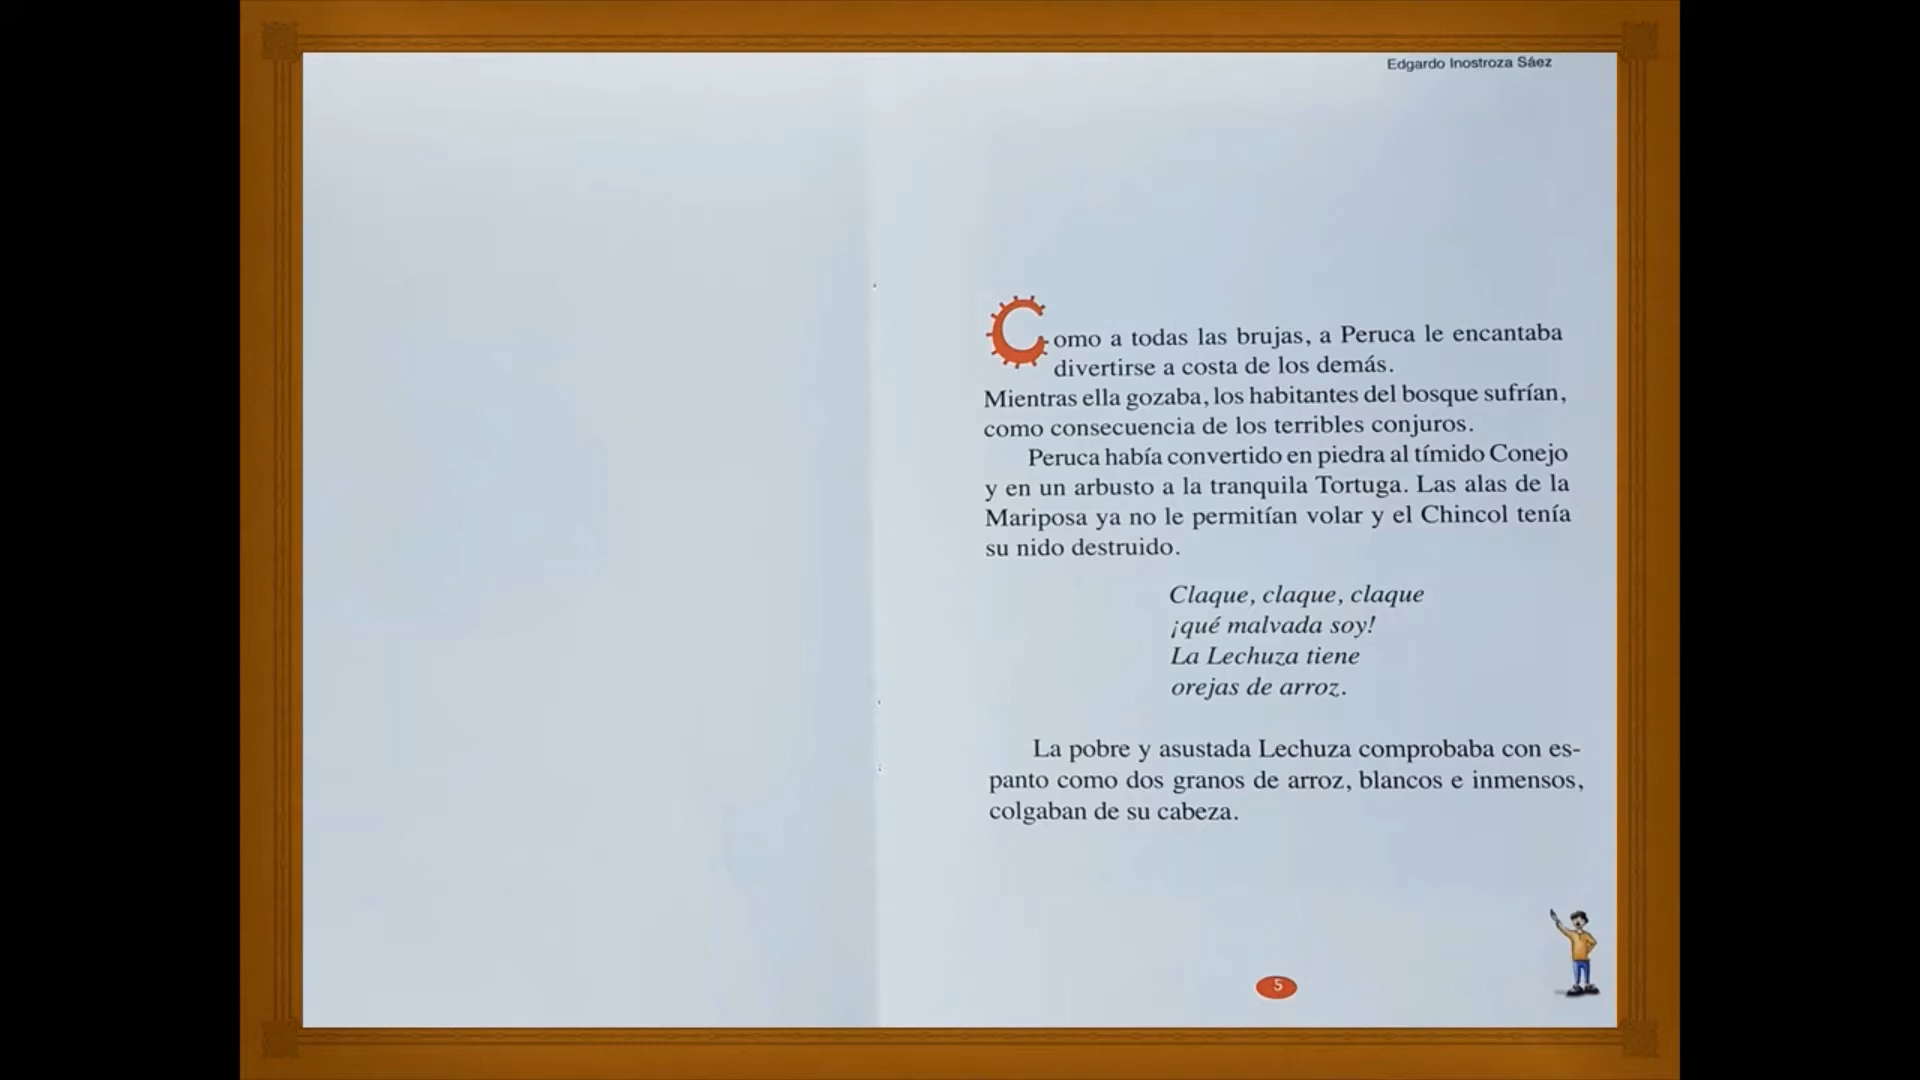 Edgardo Inostroza Sáez
Como a todas las brujas, a Peruca le encantaba
divertirse a costa de los demás.
Mientras ella gozaba, los habitantes del bosque sufrían,
como consecuencia de los terribles conjuros.
Peruca había convertido en piedra al tímido Conejo
y en un arbusto a la tranquila Tortuga. Las alas de la
Mariposa ya no le permitían volar y el Chincol tenía
su nido destruido.
Claque, claque, claque
¡qué malvada soy!
La Lechuza tiene
orejas de arroz.
La pobre y asustada Lechuza comprobaba con es-
panto como dos granos de arroz, blancos e inmensos,
colgaban de su cabeza.
5